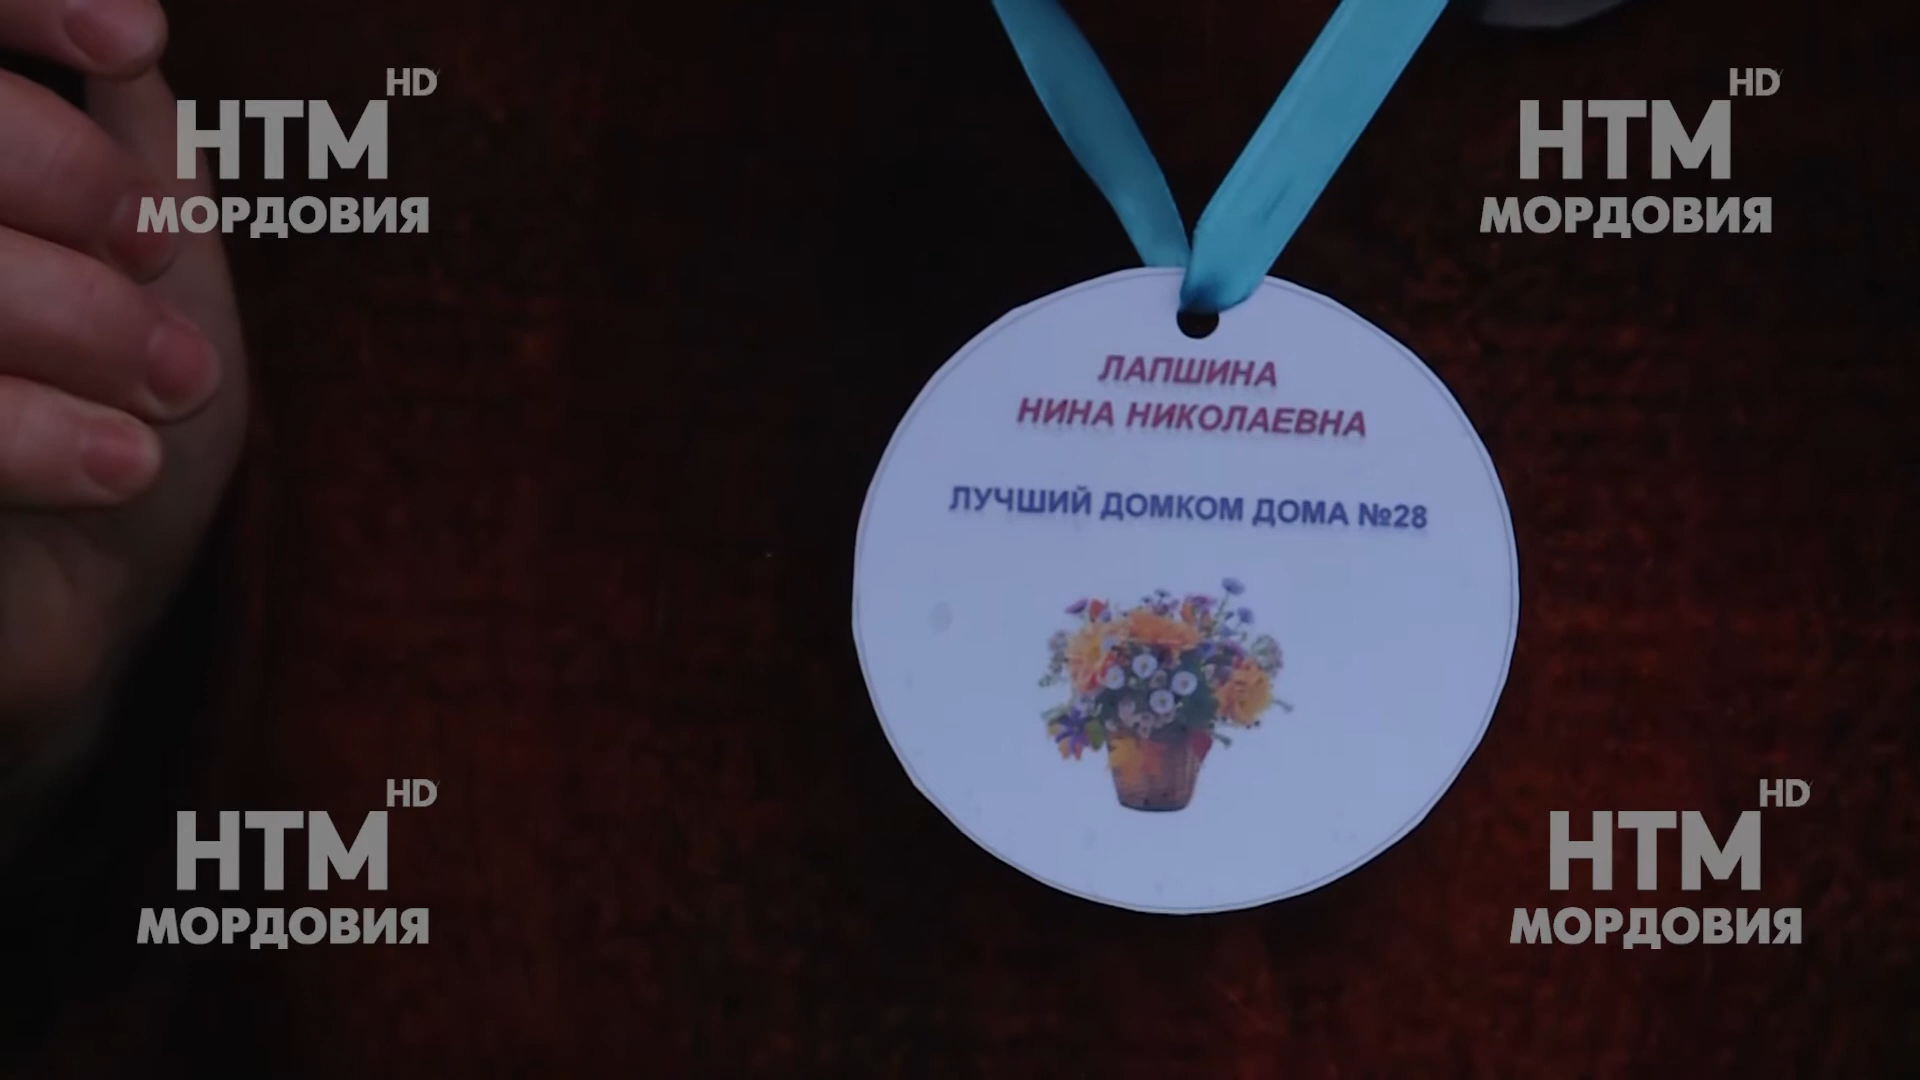 HD
НТМ
МОРДОВИЯ
HD
НТМ
МОРДОВИЯ
ЛАПШИНА
НИНА НИКОЛАЕВНА
ЛУЧШИЙ ДОМКОМ ДОМА №28
HD
НТМ
МОРДОВИЯ
HD
НТМ
МОРДОВИЯ